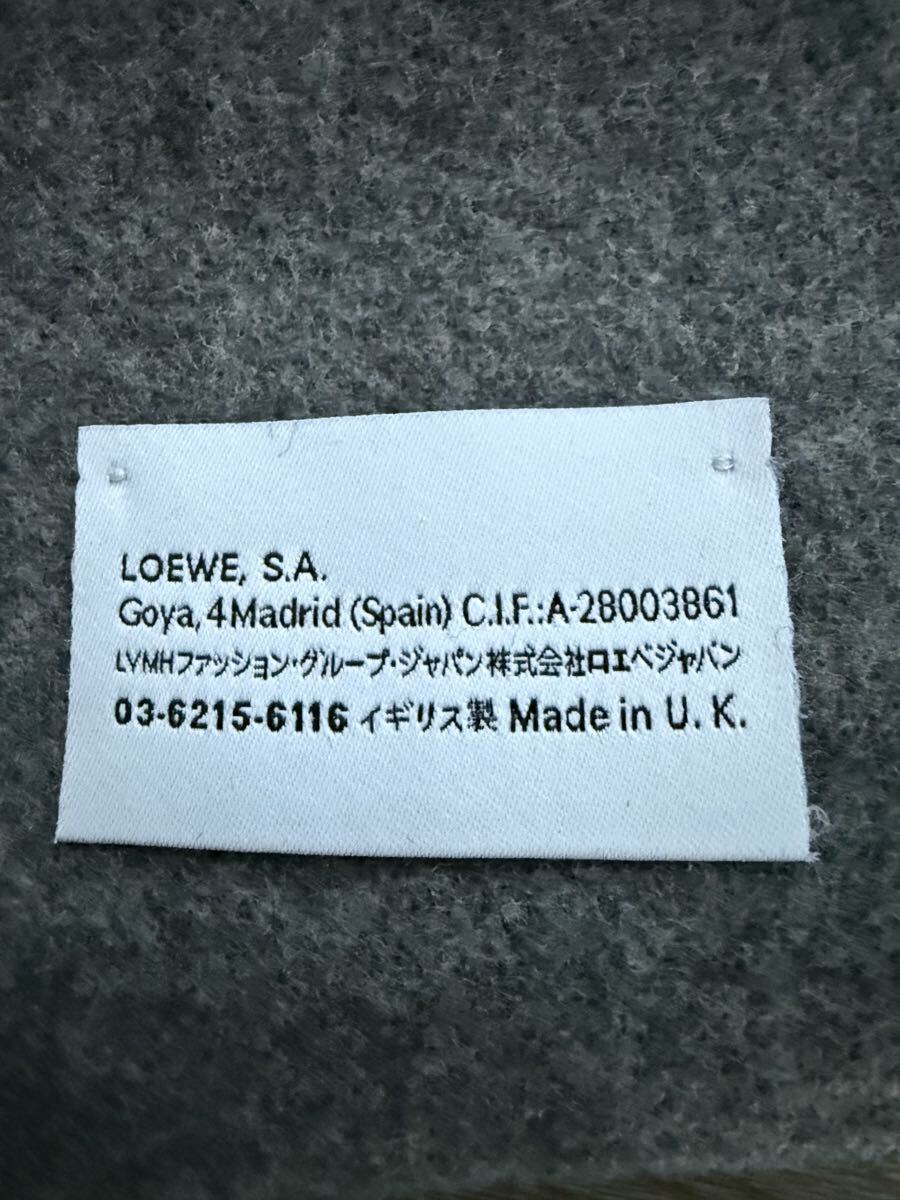 LOEWE, S.A.
Goya, 4 Madrid (Spain) C.I.F.:A-28003861
LVMHファッション・グループ・ジャパン株式会社ロエベジャパン
03-6215-6116 イギリス製 Made in U. K.